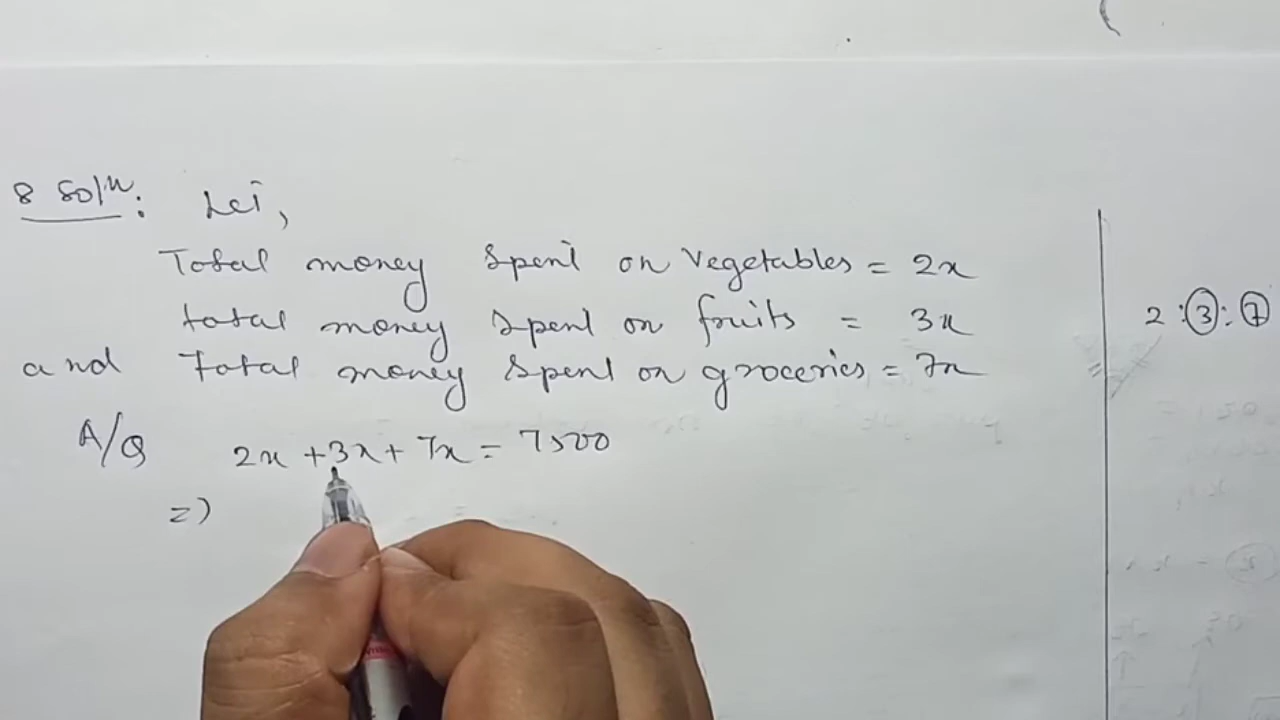 8 Solⁿ: Let,
Total money Spent on Vegetables = 2x
total money Spent on fruits = 3x
and Total money Spent on groceries = 7x
A/Q 2x + 3x + 7x = 7500
=)
2 : 3 : 7